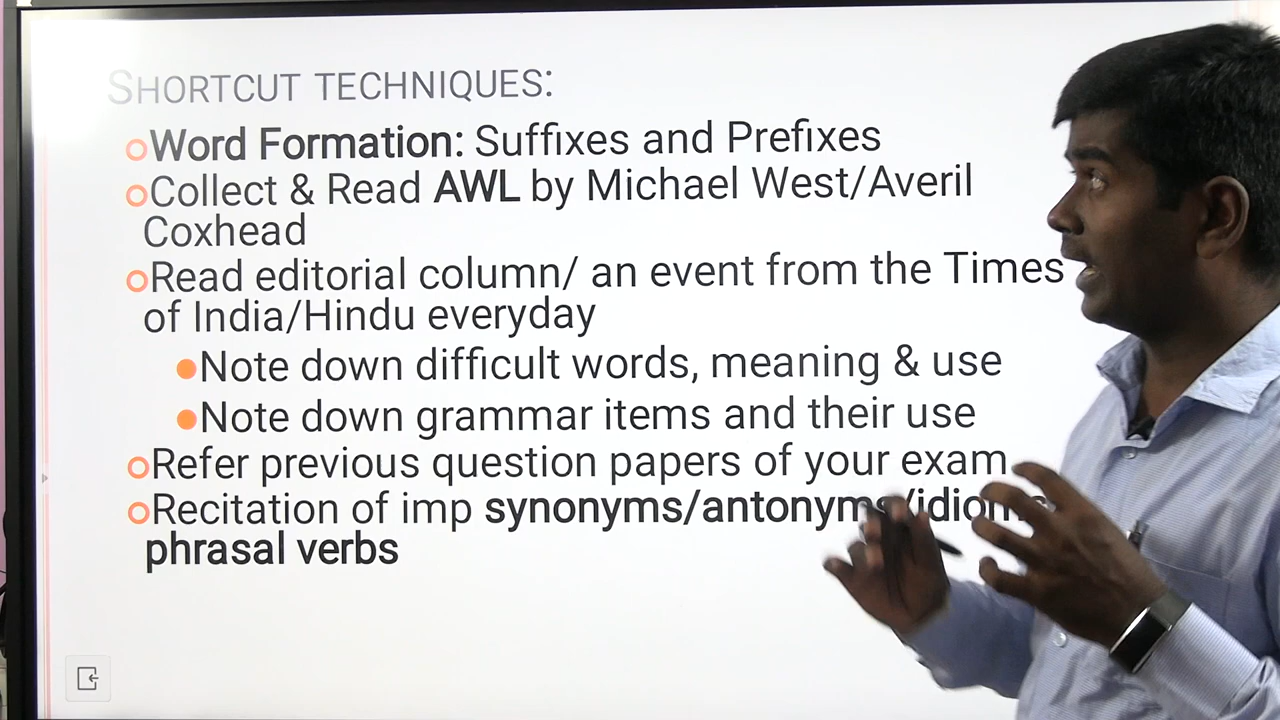 SHORTCUT TECHNIQUES:
Word Formation: Suffixes and Prefixes
Collect & Read AWL by Michael West/Averil
Coxhead
Read editorial column/ an event from the Times
of India/Hindu everyday
Note down difficult words, meaning & use
Note down grammar items and their use
Refer previous question papers of your exam
Recitation of imp synonyms/antonyms/idioms
phrasal verbs